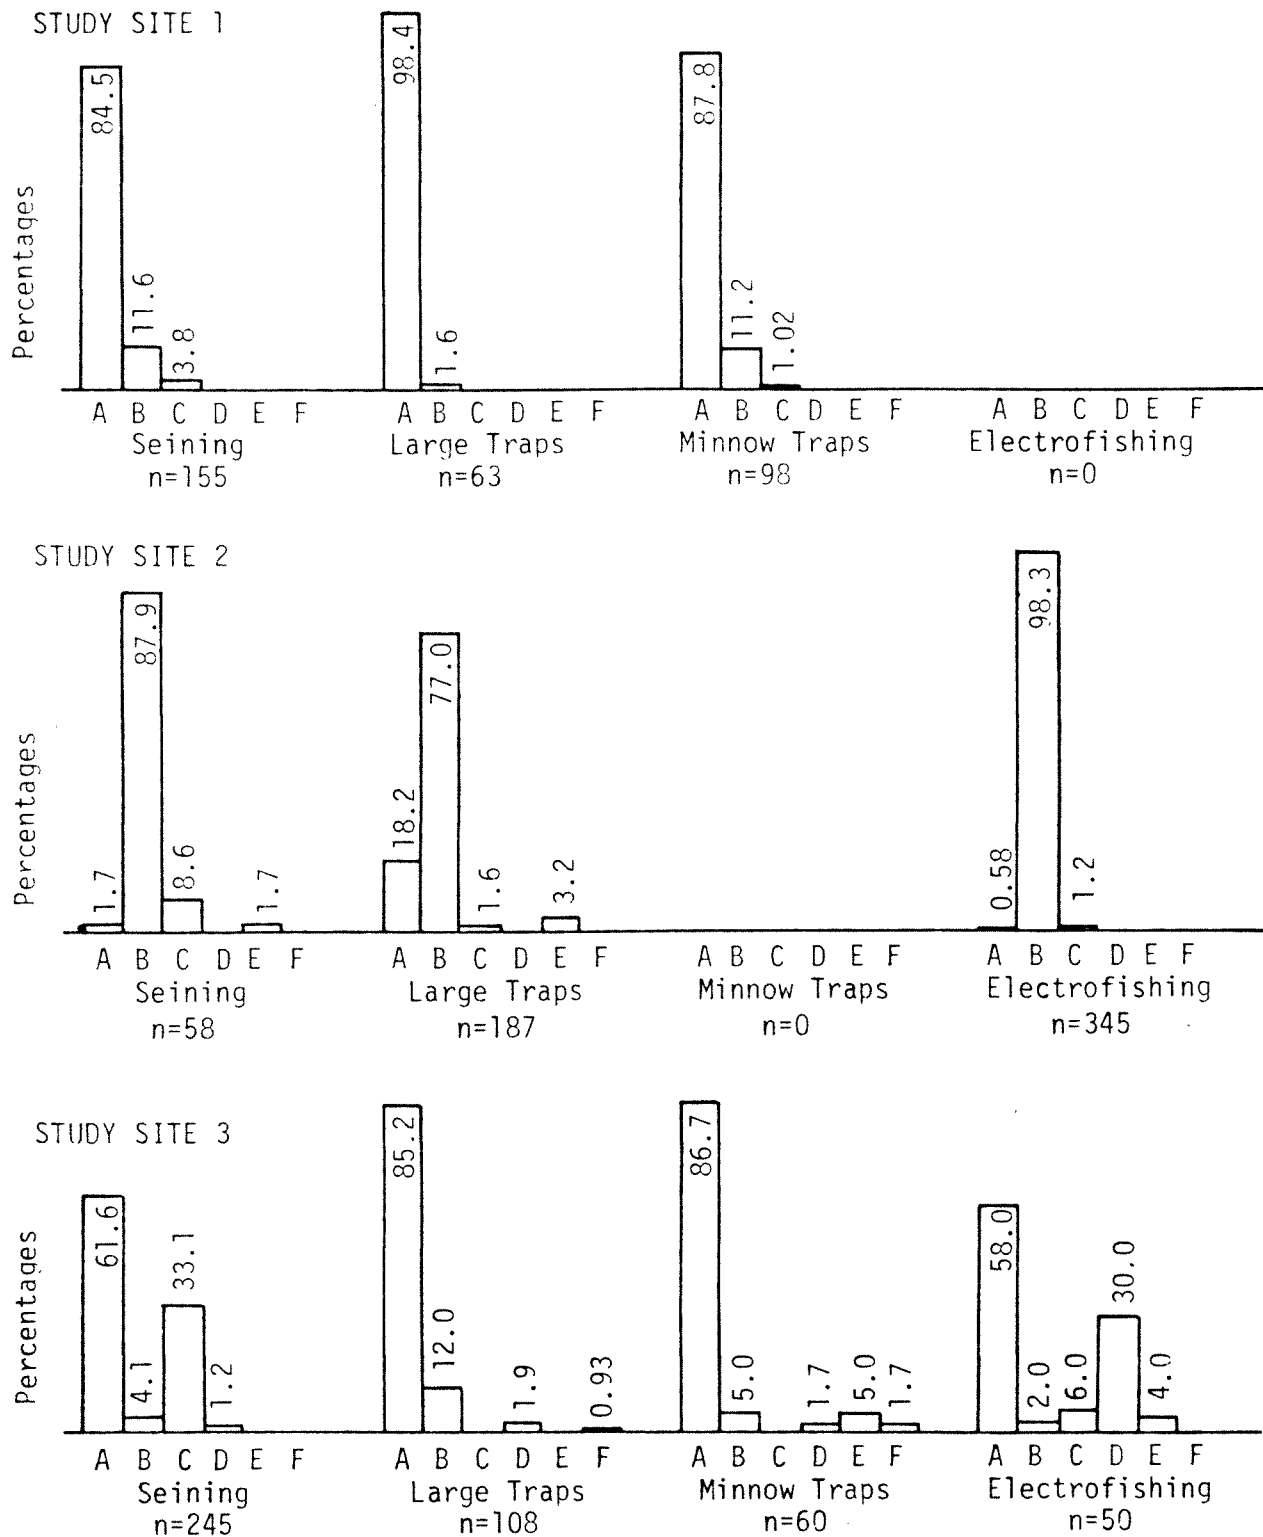 STUDY SITE 1
Percentages
84.5
11.6
3.8
98.4
1.6
87.8
11.2
1.02
A B C D E F
A B C D E F
A B C D E F
A B C D E F
Seining
Large Traps
Minnow Traps
Electrofishing
n=155
n=63
n=98
n=0
STUDY SITE 2
Percentages
1.7
87.9
8.6
1.7
18.2
77.0
1.6
3.2
0.58
98.3
1.2
A B C D E F
A B C D E F
A B C D E F
A B C D E F
Seining
Large Traps
Minnow Traps
Electrofishing
n=58
n=187
n=0
n=345
STUDY SITE 3
Percentages
61.6
4.1
33.1
1.2
85.2
12.0
1.9
0.93
86.7
5.0
1.7
5.0
1.7
58.0
2.0
6.0
30.0
4.0
A B C D E F
A B C D E F
A B C D E F
A B C D E F
Seining
Large Traps
Minnow Traps
Electrofishing
n=245
n=108
n=60
n=50